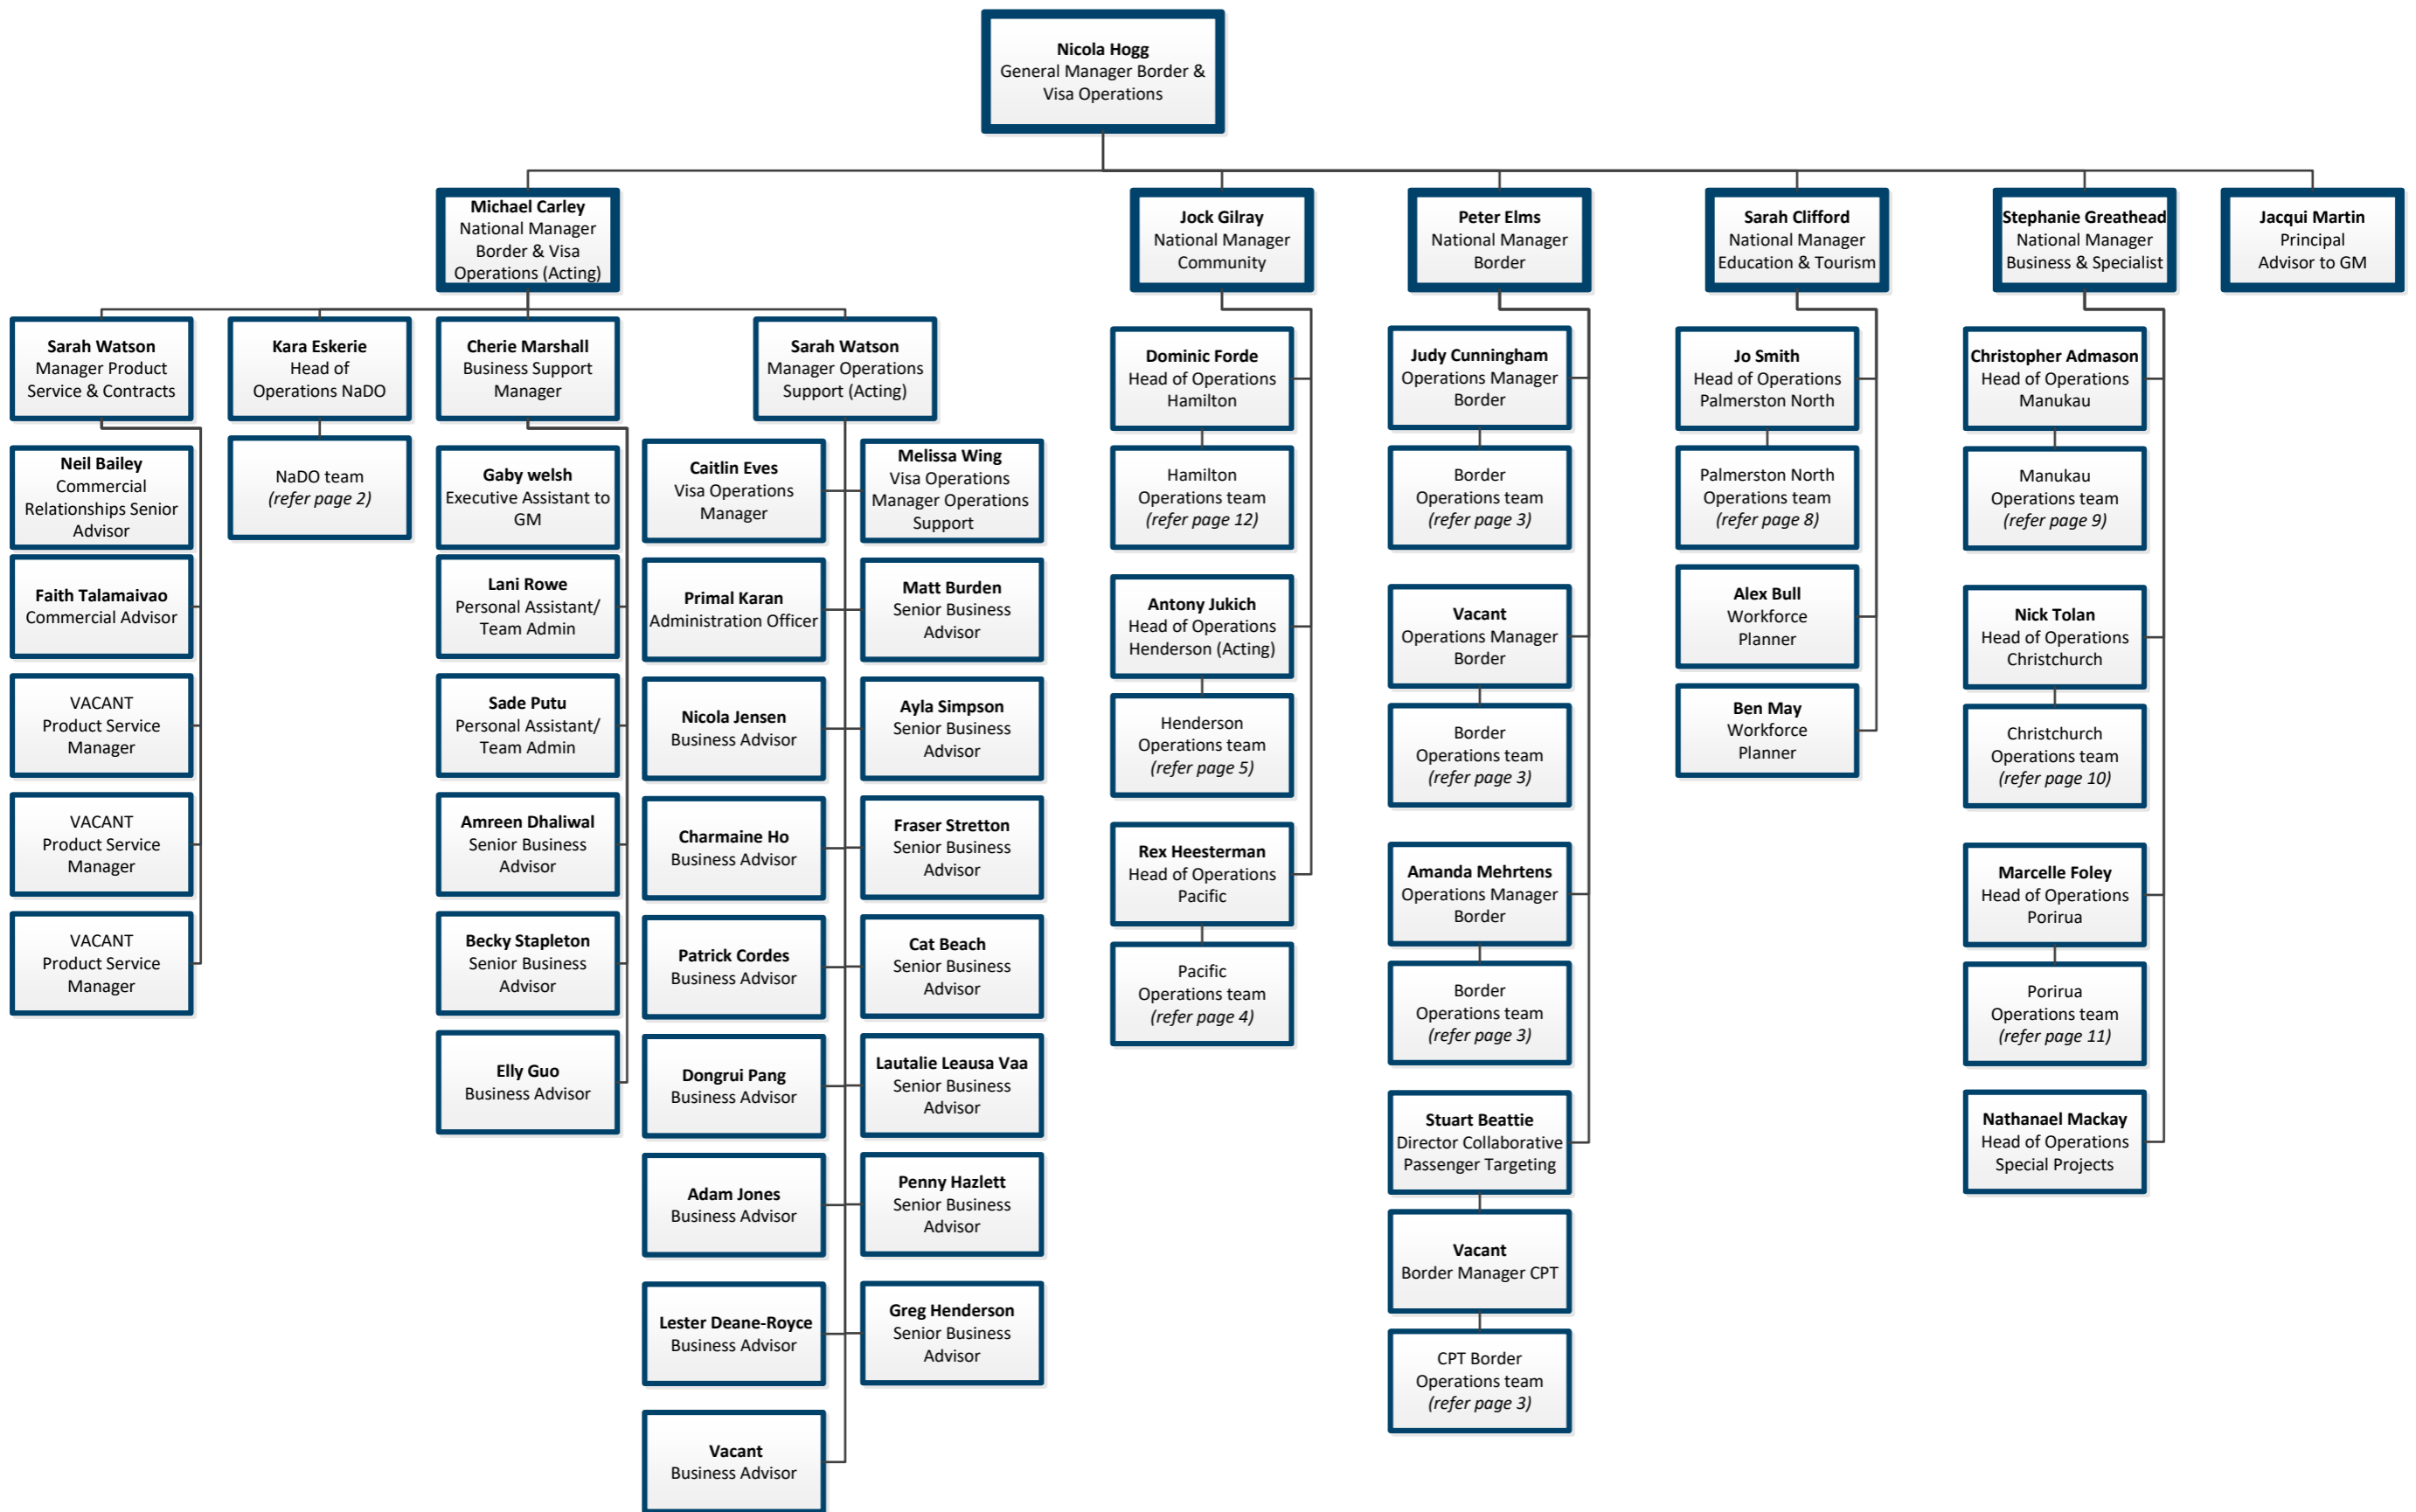 Nicola Hogg
General Manager Border &
Visa Operations
Michael Carley
National Manager
Border & Visa
Operations (Acting)
Jock Gilray
National Manager
Community
Peter Elms
National Manager
Border
Sarah Clifford
National Manager
Education & Tourism
Stephanie Greathead
National Manager
Business & Specialist
Jacqui Martin
Principal
Advisor to GM
Sarah Watson
Manager Product
Service & Contracts
Neil Bailey
Commercial
Relationships Senior
Advisor
Faith Talamaivao
Commercial Advisor
VACANT
Product Service
Manager
VACANT
Product Service
Manager
VACANT
Product Service
Manager
Kara Eskerie
Head of
Operations NaDO
NaDO team
(refer page 2)
Cherie Marshall
Business Support
Manager
Gaby welsh
Executive Assistant to
GM
Lani Rowe
Personal Assistant/
Team Admin
Sade Putu
Personal Assistant/
Team Admin
Amreen Dhaliwal
Senior Business
Advisor
Becky Stapleton
Senior Business
Advisor
Elly Guo
Business Advisor
Sarah Watson
Manager Operations
Support (Acting)
Caitlin Eves
Visa Operations
Manager
Melissa Wing
Visa Operations
Manager Operations
Support
Primal Karan
Administration Officer
Matt Burden
Senior Business
Advisor
Nicola Jensen
Business Advisor
Ayla Simpson
Senior Business
Advisor
Charmaine Ho
Business Advisor
Fraser Stretton
Senior Business
Advisor
Patrick Cordes
Business Advisor
Cat Beach
Senior Business
Advisor
Dongrui Pang
Business Advisor
Lautalie Leausa Vaa
Senior Business
Advisor
Adam Jones
Business Advisor
Penny Hazlett
Senior Business
Advisor
Lester Deane-Royce
Business Advisor
Greg Henderson
Senior Business
Advisor
Vacant
Business Advisor
Dominic Forde
Head of Operations
Hamilton
Hamilton
Operations team
(refer page 12)
Antony Jukich
Head of Operations
Henderson (Acting)
Henderson
Operations team
(refer page 5)
Rex Heesterman
Head of Operations
Pacific
Pacific
Operations team
(refer page 4)
Judy Cunningham
Operations Manager
Border
Border
Operations team
(refer page 3)
Vacant
Operations Manager
Border
Border
Operations team
(refer page 3)
Amanda Mehrtens
Operations Manager
Border
Border
Operations team
(refer page 3)
Stuart Beattie
Director Collaborative
Passenger Targeting
Vacant
Border Manager CPT
CPT Border
Operations team
(refer page 3)
Jo Smith
Head of Operations
Palmerston North
Palmerston North
Operations team
(refer page 8)
Alex Bull
Workforce
Planner
Ben May
Workforce
Planner
Christopher Admason
Head of Operations
Manukau
Manukau
Operations team
(refer page 9)
Nick Tolan
Head of Operations
Christchurch
Christchurch
Operations team
(refer page 10)
Marcelle Foley
Head of Operations
Porirua
Porirua
Operations team
(refer page 11)
Nathanael Mackay
Head of Operations
Special Projects